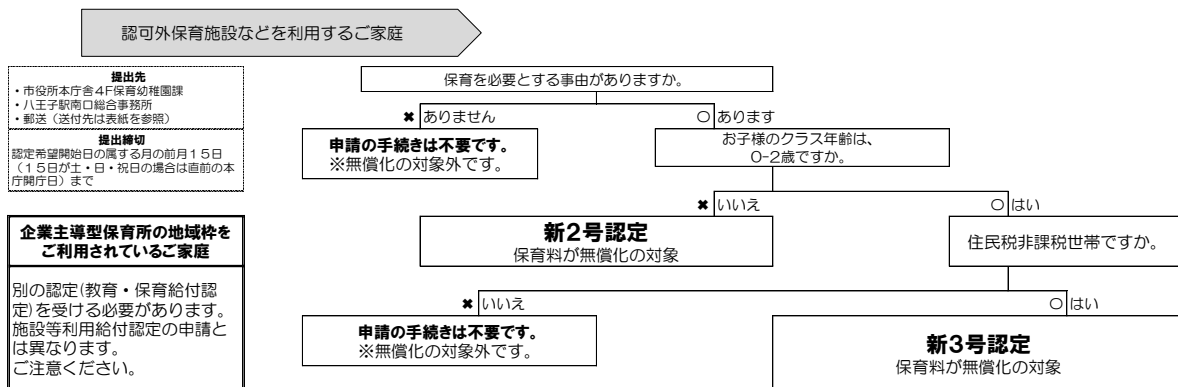 認可外保育施設などを利用するご家庭
提出先
・市役所本庁舎4F保育幼稚園課
・八王子駅南口総合事務所
・郵送（送付先は表紙を参照）
提出締切
認定希望開始日の属する月の前月15日
（15日が土・日・祝日の場合は直前の本
庁開庁日）まで
企業主導型保育所の地域枠を
ご利用されているご家庭
別の認定(教育・保育給付認
定)を受ける必要があります。
施設等利用給付認定の申請と
は異なります。
ご注意ください。
保育を必要とする事由がありますか。
✖ ありません
○ あります
申請の手続きは不要です。
※無償化の対象外です。
お子様のクラス年齢は、
0-2歳ですか。
✖ いいえ
○ はい
新2号認定
保育料が無償化の対象
住民税非課税世帯ですか。
✖ いいえ
○ はい
申請の手続きは不要です。
※無償化の対象外です。
新3号認定
保育料が無償化の対象